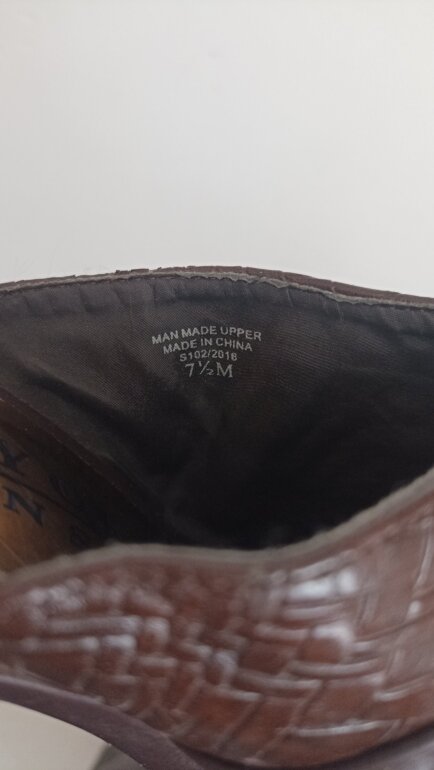 MAN MADE UPPER
MADE IN CHINA
S102/2018
7½M
Y
N